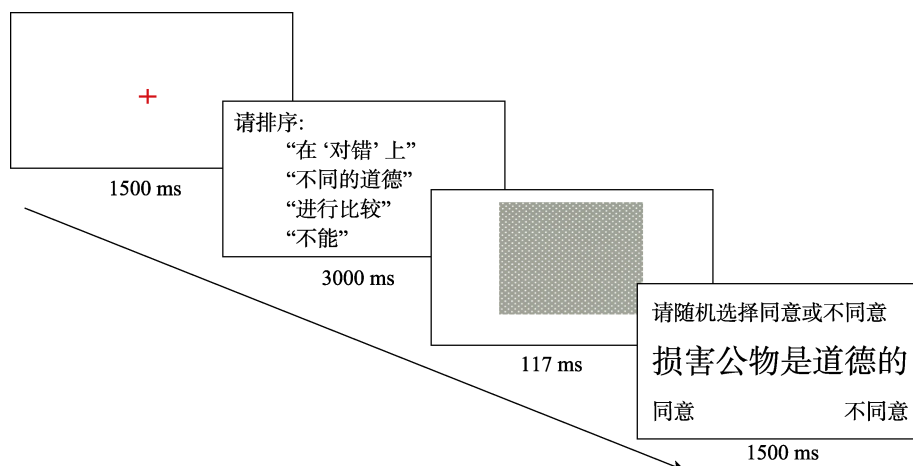 1500 ms
请排序:
“在 ‘对错’ 上”
“不同的道德”
“进行比较”
“不能”
3000 ms
117 ms
请随机选择同意或不同意
损害公物是道德的
同意 不同意
1500 ms